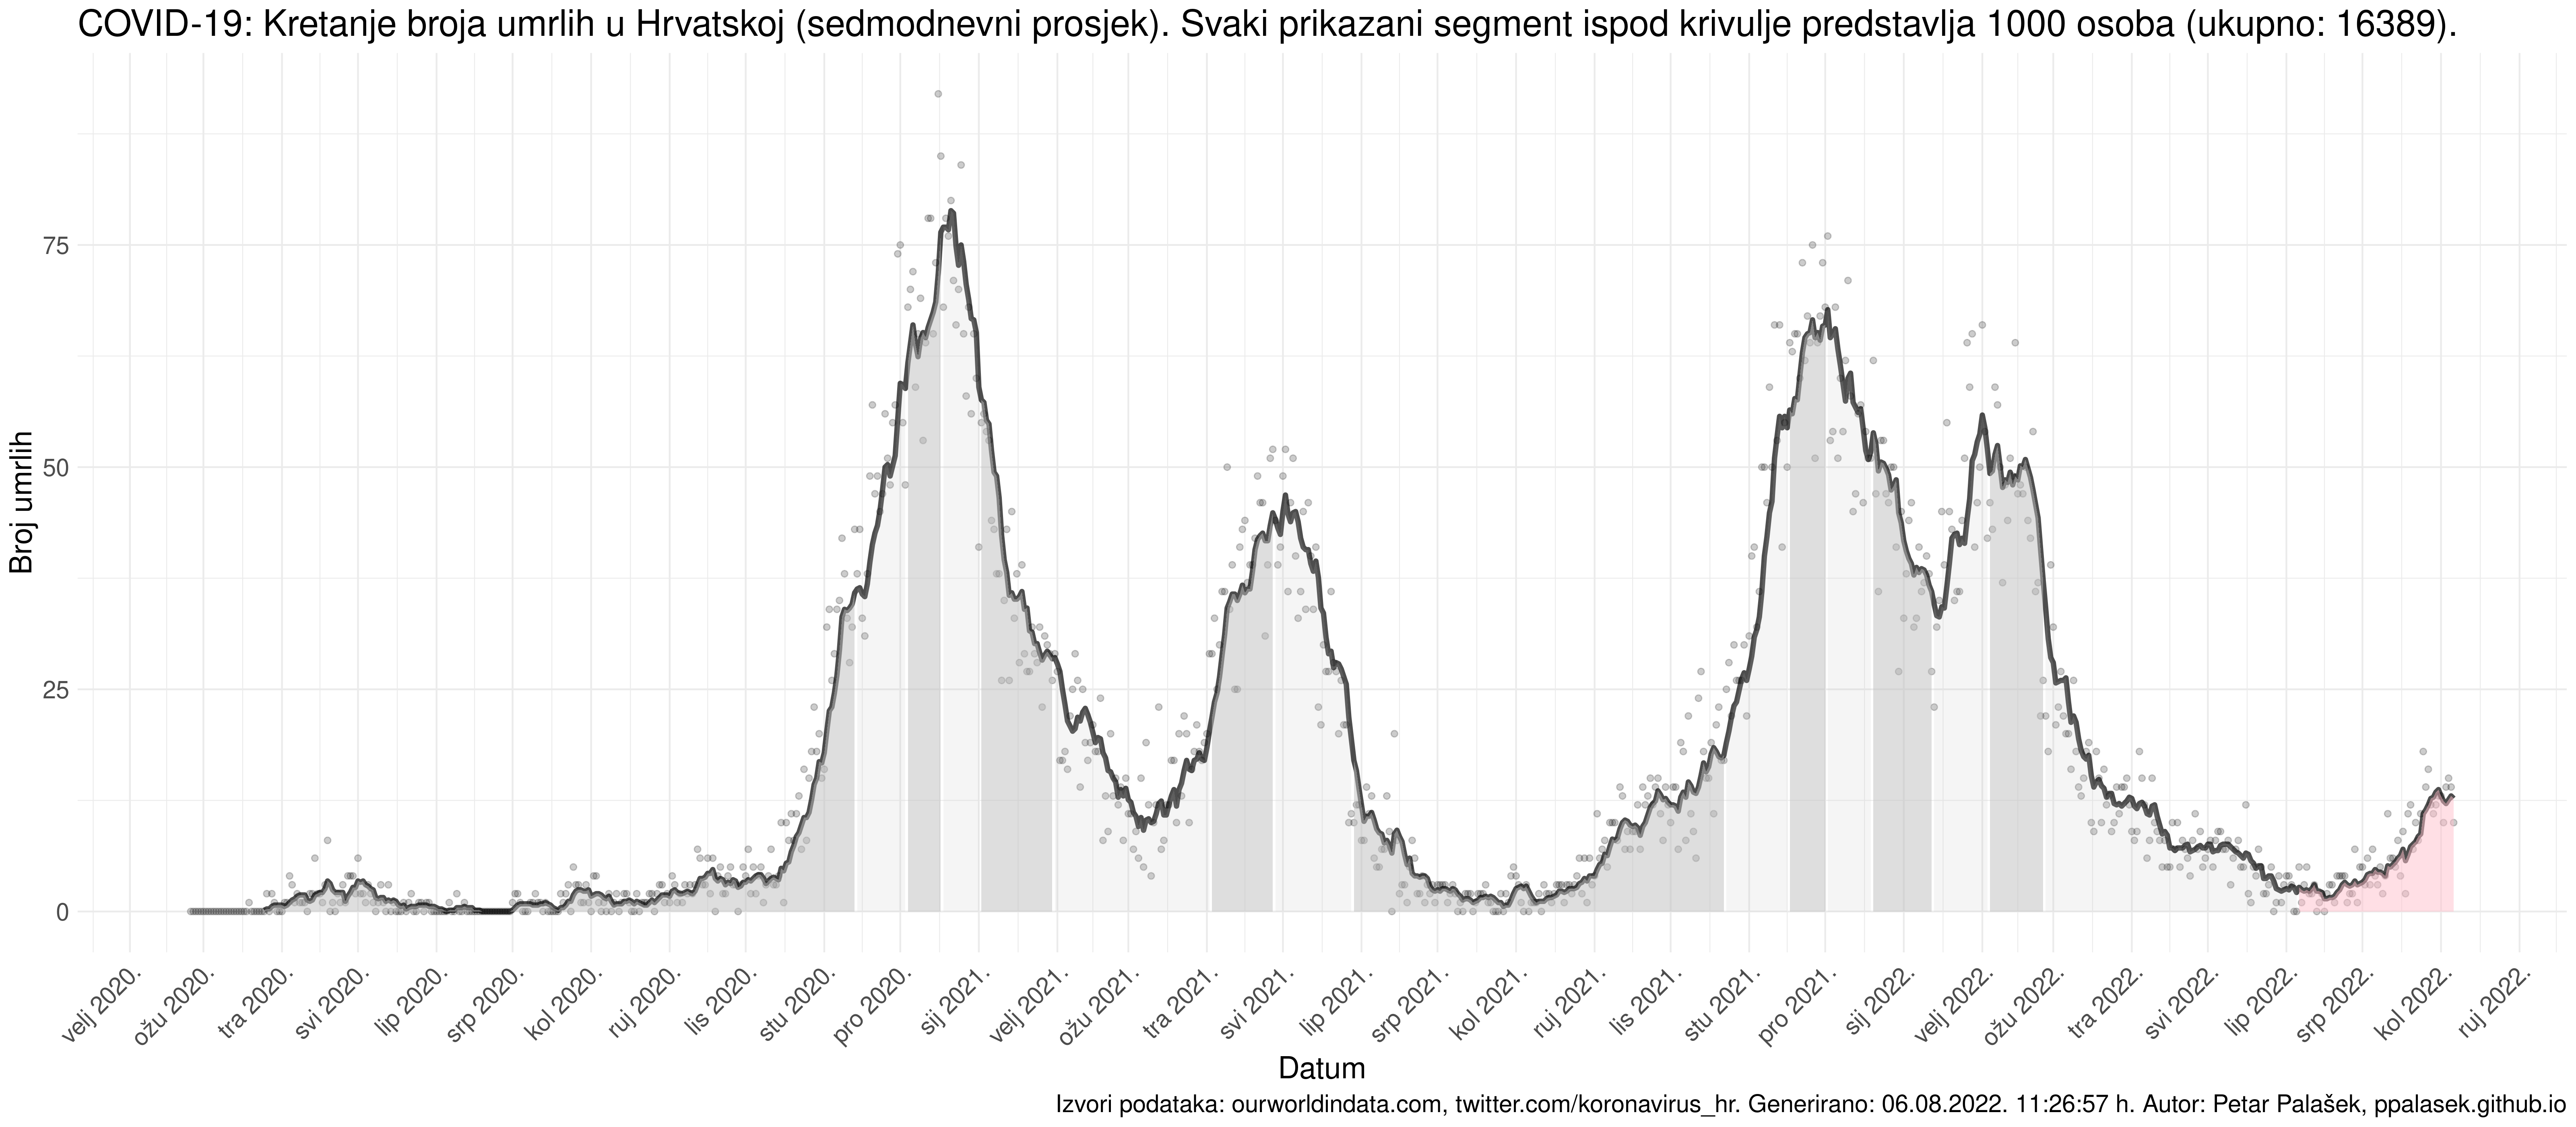 COVID-19: Kretanje broja umrlih u Hrvatskoj (sedmodnevni prosjek). Svaki prikazani segment ispod krivulje predstavlja 1000 osoba (ukupno: 16389).
Broj umrlih
75
50
25
0
velj 2020.
ožu 2020.
tra 2020.
svi 2020.
lip 2020.
srp 2020.
kol 2020.
ruj 2020.
lis 2020.
stu 2020.
pro 2020.
sij 2021.
velj 2021.
ožu 2021.
tra 2021.
svi 2021.
lip 2021.
srp 2021.
kol 2021.
ruj 2021.
lis 2021.
stu 2021.
pro 2021.
sij 2022.
velj 2022.
ožu 2022.
tra 2022.
svi 2022.
lip 2022.
srp 2022.
kol 2022.
ruj 2022.
Datum
Izvori podataka: ourworldindata.com, twitter.com/koronavirus_hr. Generirano: 06.08.2022. 11:26:57 h. Autor: Petar Palašek, ppalasek.github.io